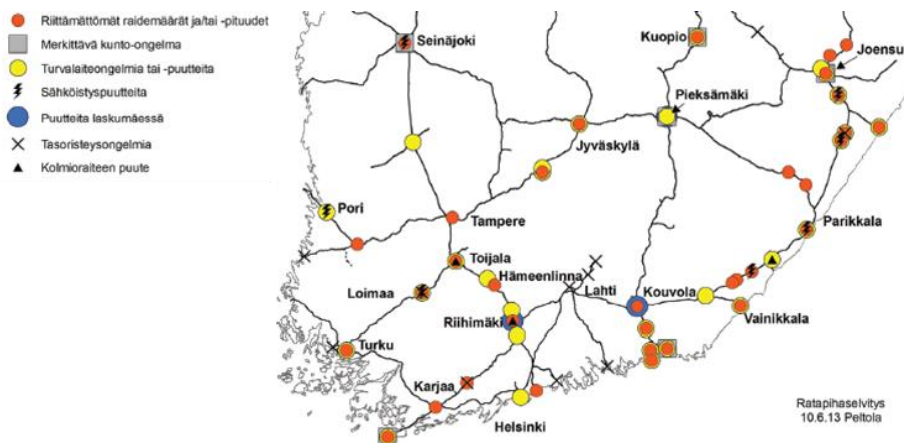 Riittämättömät raidemäärät ja/tai -pituudet
Merkittävä kunto-ongelma
Turvalaiteongelmia tai -puutteita
Sähköistyspuutteita
Puutteita laskumäessä
Tasoristeysongelmia
Kolmioraiteen puute
Seinäjoki
Kuopio
Joensu
Pieksämäki
Jyväskylä
Pori
Tampere
Parikkala
Toijala
Hämeenlinna
Loimaa
Lahti
Kouvola
Riihimäki
Vainikkala
Turku
Karjaa
Helsinki
Ratapihaselvitys
10.6.13 Peltola